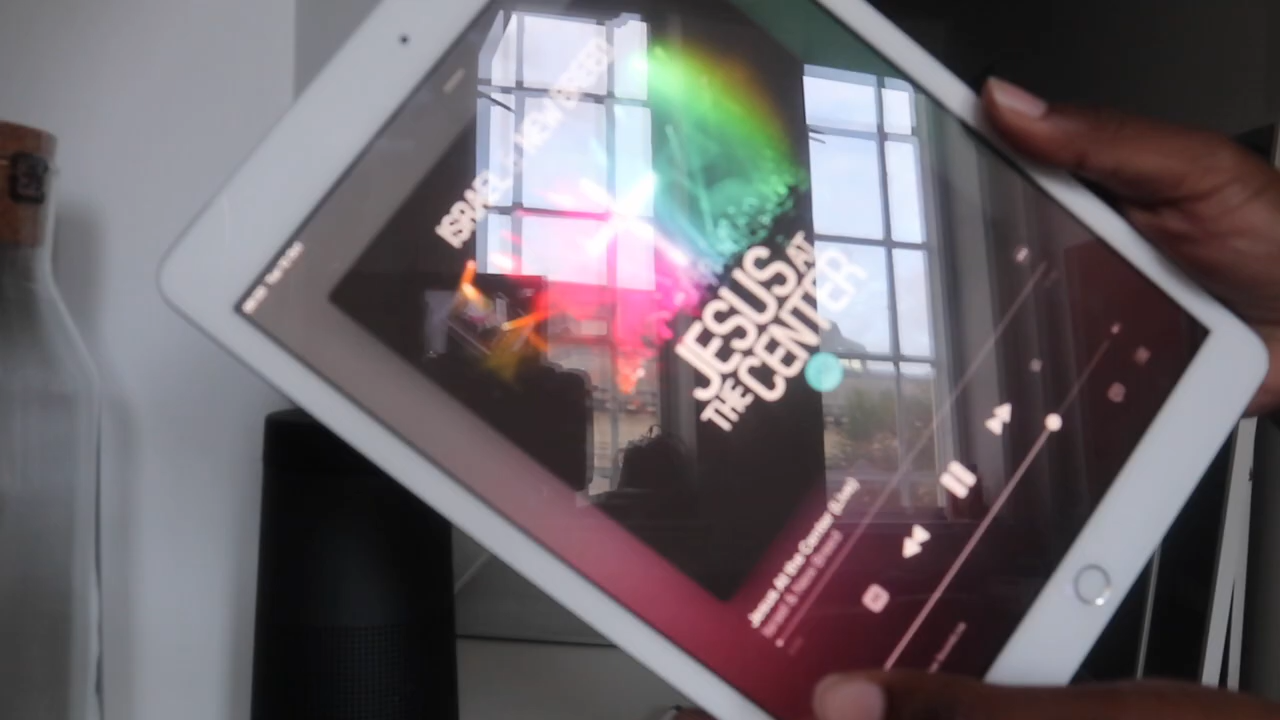 ISRAEL & NEW BREED
JESUS AT
THE CENTER
Jesus At the Center (Live)
Israel & New Breed